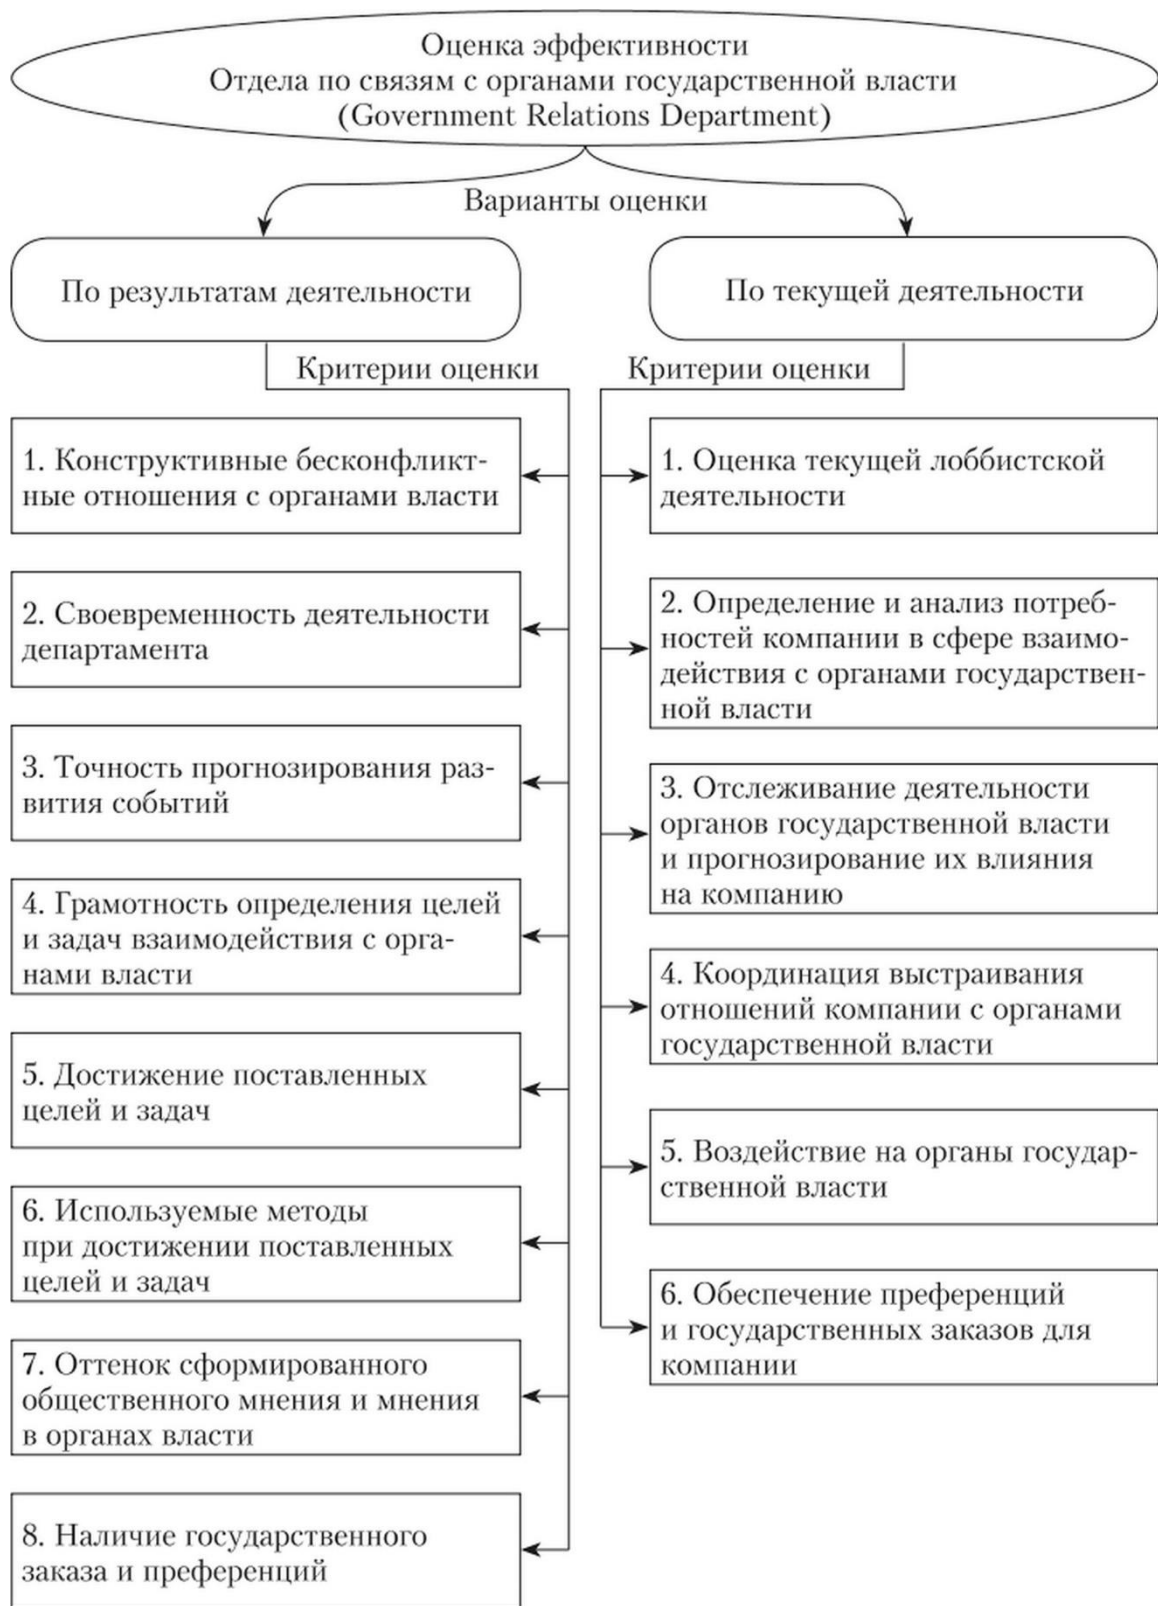 Оценка эффективности
Отдела по связям с органами государственной власти
(Government Relations Department)
Варианты оценки
По результатам деятельности
По текущей деятельности
Критерии оценки
Критерии оценки
1. Конструктивные бесконфликт-
ные отношения с органами власти
2. Своевременность деятельности
департамента
3. Точность прогнозирования раз-
вития событий
4. Грамотность определения целей
и задач взаимодействия с орга-
нами власти
5. Достижение поставленных
целей и задач
6. Используемые методы
при достижении поставленных
целей и задач
7. Оттенок сформированного
общественного мнения и мнения
в органах власти
8. Наличие государственного
заказа и преференций
1. Оценка текущей лоббистской
деятельности
2. Определение и анализ потреб-
ностей компании в сфере взаимо-
действия с органами государствен-
ной власти
3. Отслеживание деятельности
органов государственной власти
и прогнозирование их влияния
на компанию
4. Координация выстраивания
отношений компании с органами
государственной власти
5. Воздействие на органы государ-
ственной власти
6. Обеспечение преференций
и государственных заказов для
компании